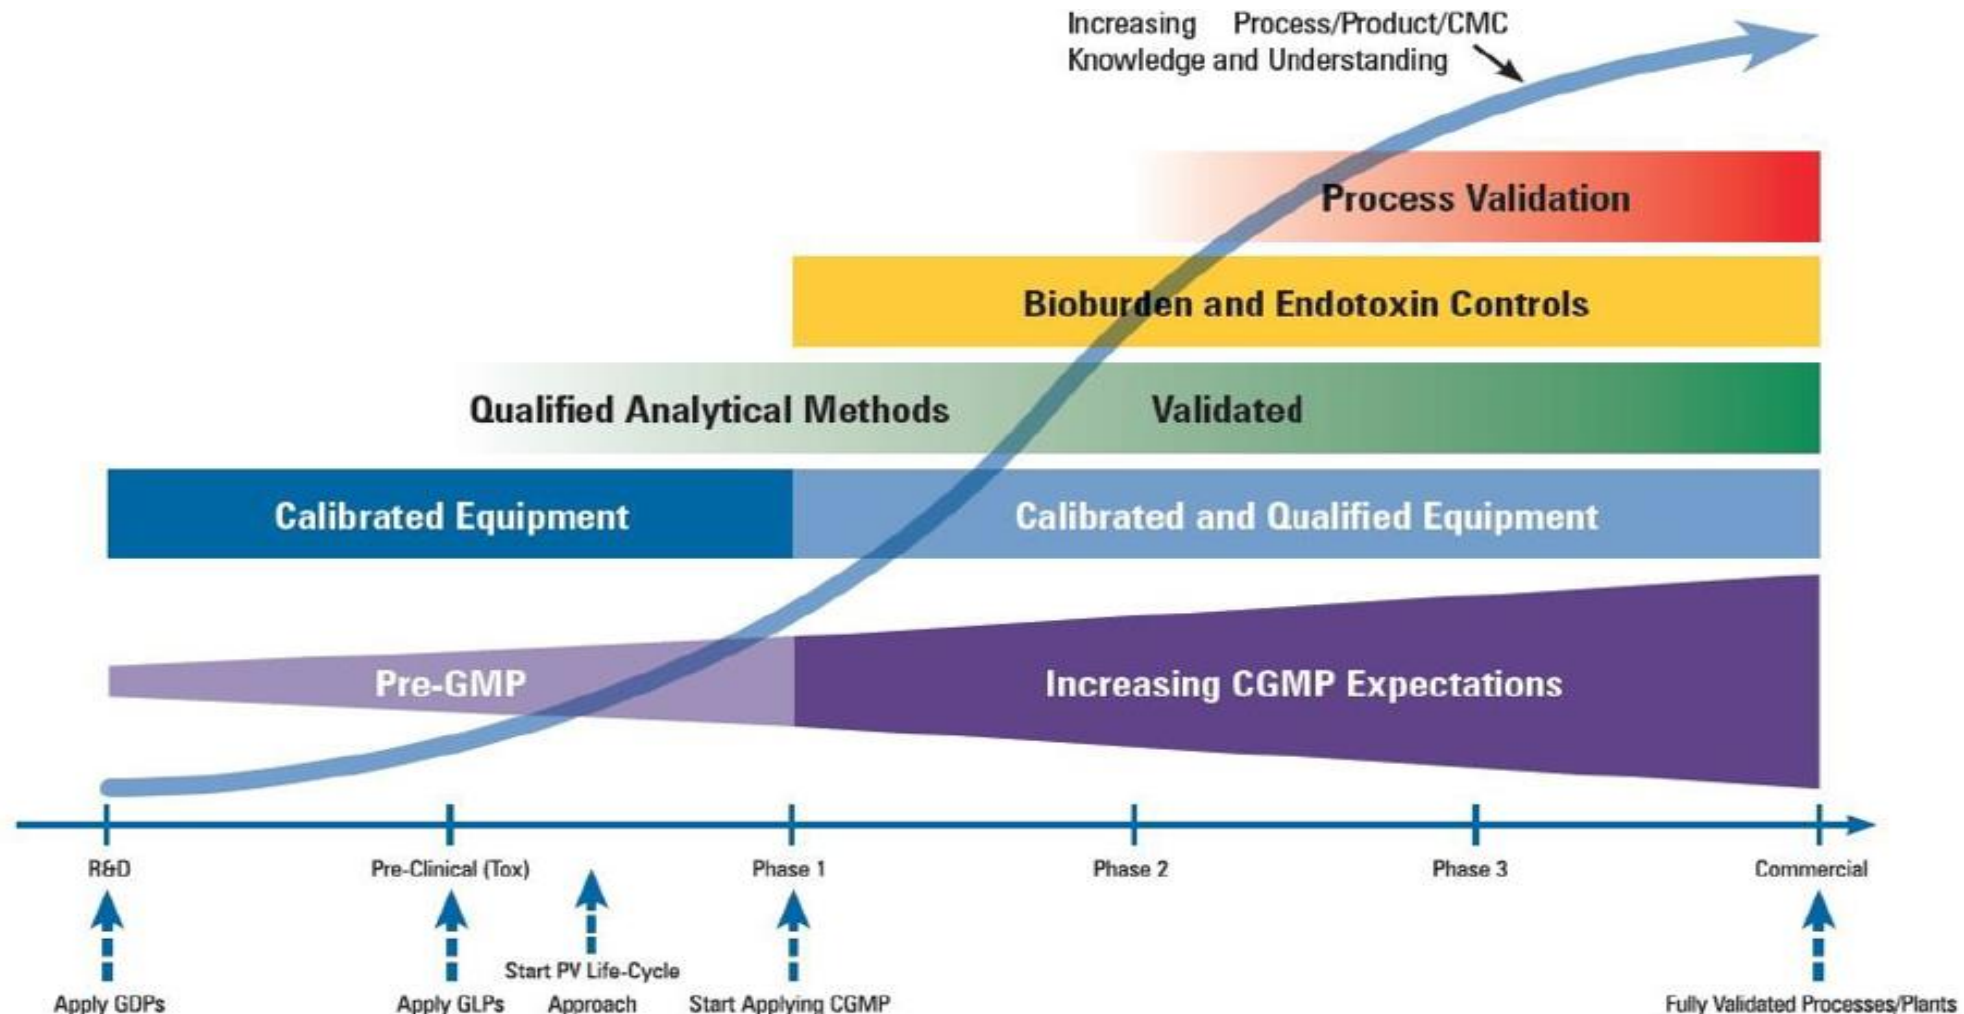 Increasing Process/Product/CMC
Knowledge and Understanding
Process Validation
Bioburden and Endotoxin Controls
Qualified Analytical Methods
Validated
Calibrated Equipment
Calibrated and Qualified Equipment
Pre-GMP
Increasing CGMP Expectations
R&D
Pre-Clinical (Tox)
Phase 1
Phase 2
Phase 3
Commercial
Apply GDPs
Apply GLPs
Start PV Life-Cycle
Approach
Start Applying CGMP
Fully Validated Processes/Plants